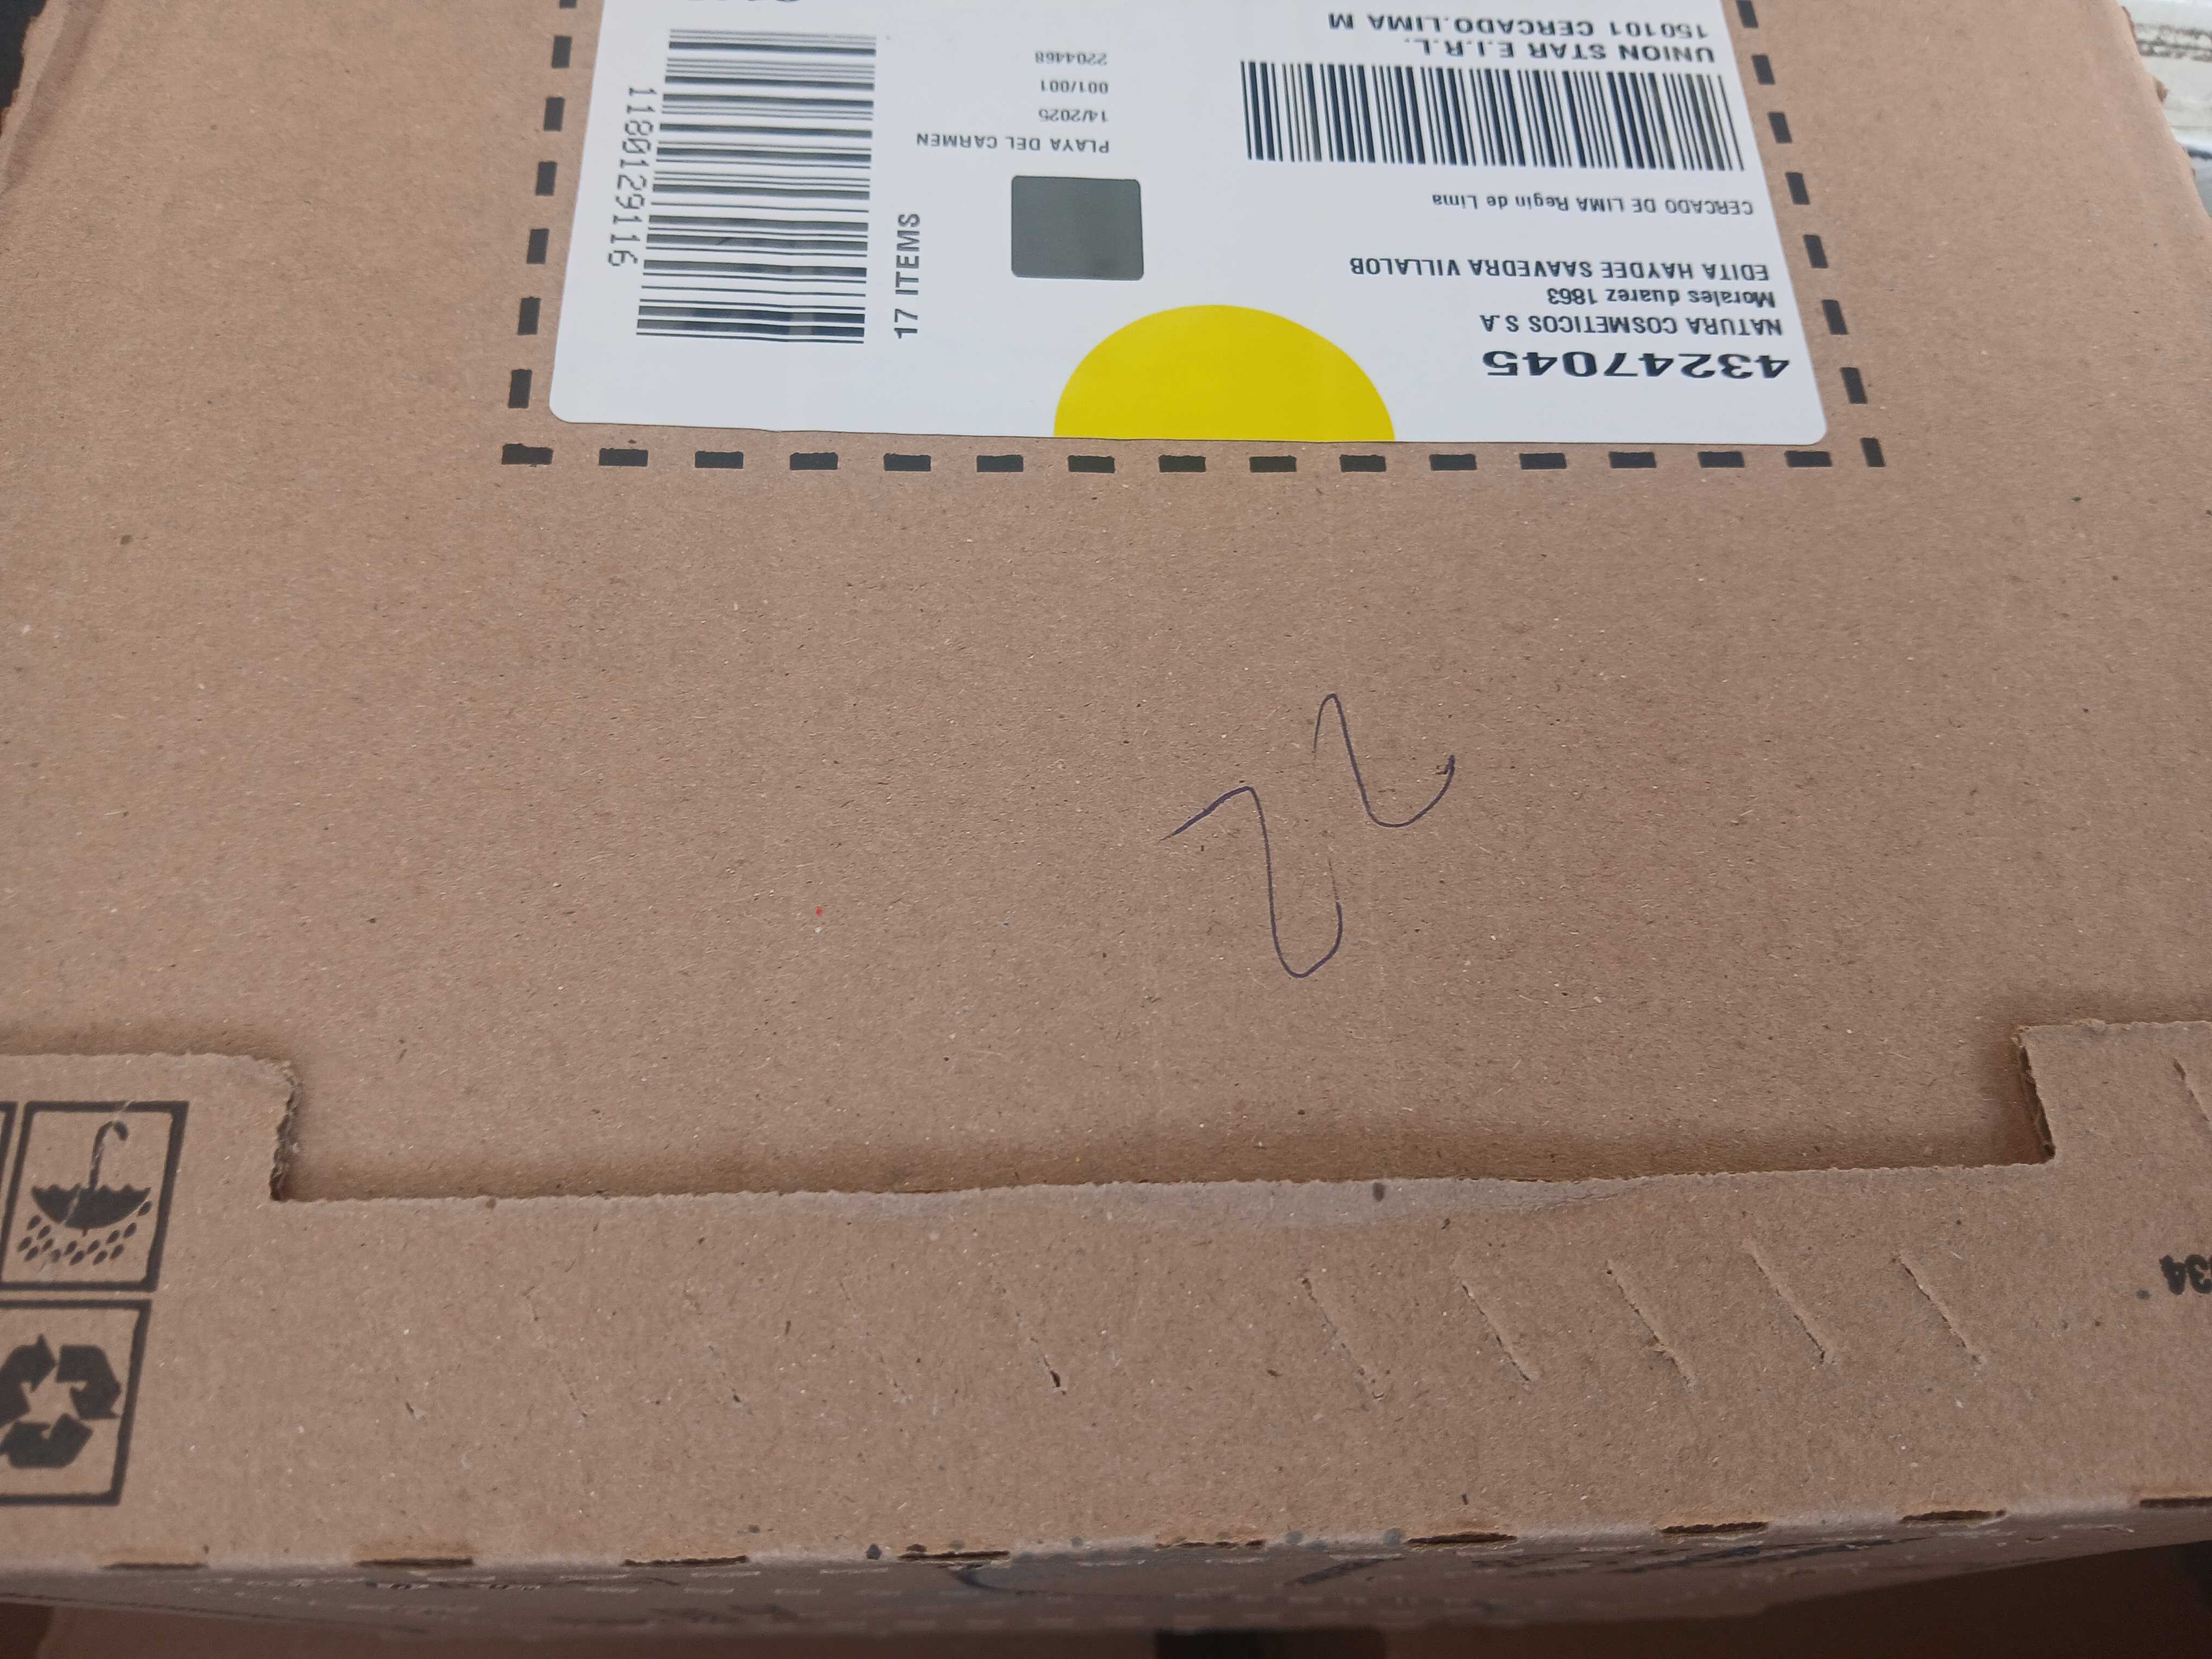 43247045
NATURA COSMETICOS S.A
Morales duarez 1863
EDITA HAYDEE SAAVEDRA VILLALOB
CERCADO DE LIMA Regin de Lima
UNION STAR E.I.R.L.
150101 CERCADO.LIMA M
PLAYA DEL CARMEN
14/2025
001/001
2204468
17 ITEMS
1180129116
22
34